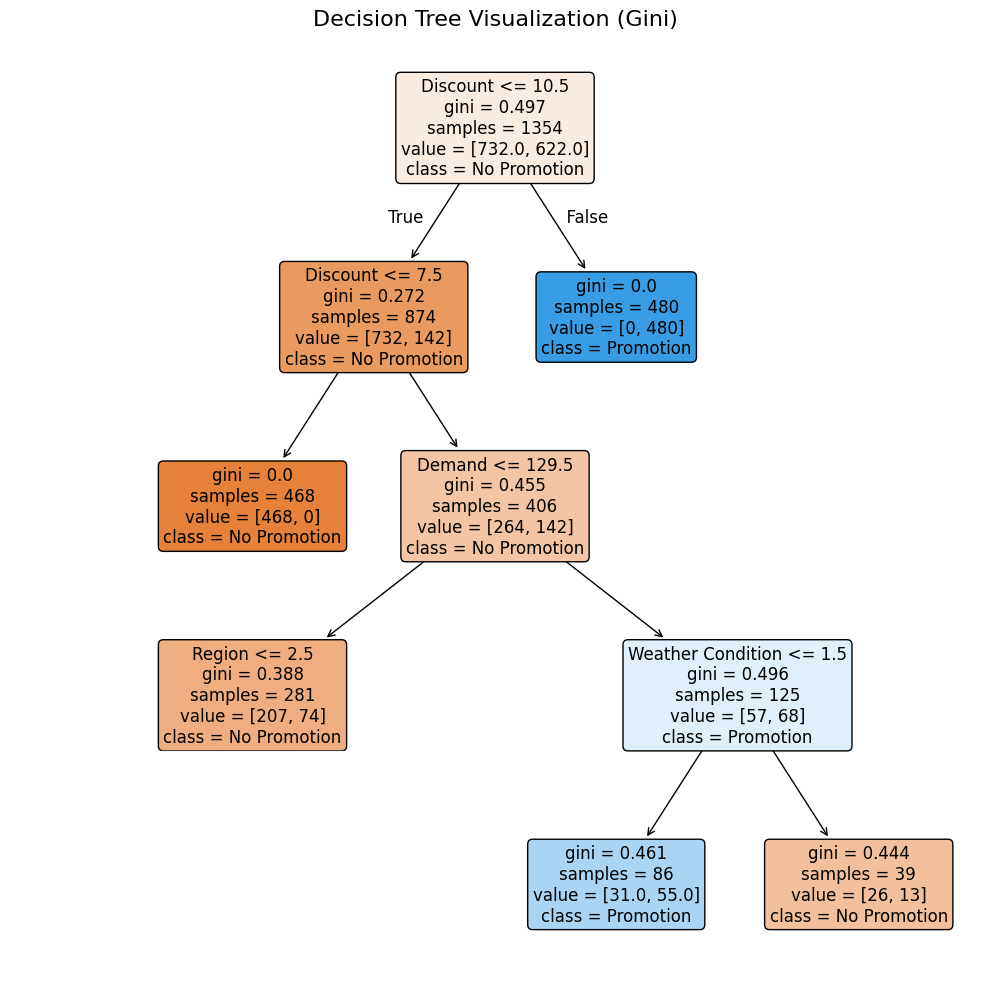 Decision Tree Visualization (Gini)
Discount <= 10.5
gini = 0.497
samples = 1354
value = [732.0, 622.0]
class = No Promotion
True
False
Discount <= 7.5
gini = 0.272
samples = 874
value = [732, 142]
class = No Promotion
gini = 0.0
samples = 480
value = [0, 480]
class = Promotion
gini = 0.0
samples = 468
value = [468, 0]
class = No Promotion
Demand <= 129.5
gini = 0.455
samples = 406
value = [264, 142]
class = No Promotion
Region <= 2.5
gini = 0.388
samples = 281
value = [207, 74]
class = No Promotion
Weather Condition <= 1.5
gini = 0.496
samples = 125
value = [57, 68]
class = Promotion
gini = 0.461
samples = 86
value = [31.0, 55.0]
class = Promotion
gini = 0.444
samples = 39
value = [26, 13]
class = No Promotion